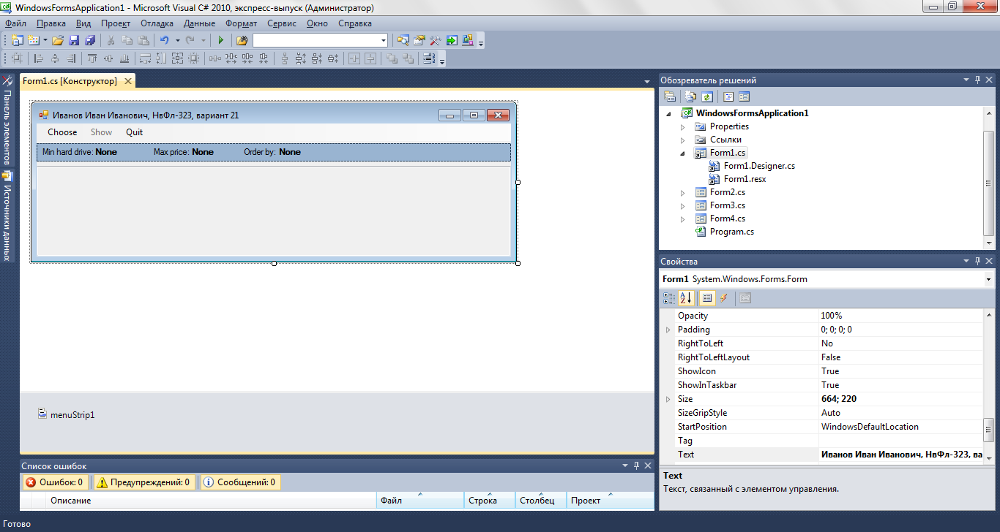 WindowsFormsApplication1 - Microsoft Visual C# 2010, экспресс-выпуск (Администратор)
Файл Правка Вид Проект Отладка Данные Формат Сервис Окно Справка
Панель элементов
Источники данных
Form1.cs [Конструктор]
Иванов Иван Иванович, НвФл-323, вариант 21
Choose Show Quit
Min hard drive: None Max price: None Order by: None
menuStrip1
Список ошибок
Ошибок: 0 Предупреждений: 0 Сообщений: 0
Описание Файл Строка Столбец Проект
Обозреватель решений
WindowsFormsApplication1
Properties
Ссылки
Form1.cs
Form1.Designer.cs
Form1.resx
Form2.cs
Form3.cs
Form4.cs
Program.cs
Свойства
Form1 System.Windows.Forms.Form
Opacity 100%
Padding 0; 0; 0; 0
RightToLeft No
RightToLeftLayout False
ShowIcon True
ShowInTaskbar True
Size 664; 220
SizeGripStyle Auto
StartPosition WindowsDefaultLocation
Tag
Text Иванов Иван Иванович, НвФл-323, ва
Text
Текст, связанный с элементом управления.
Готово